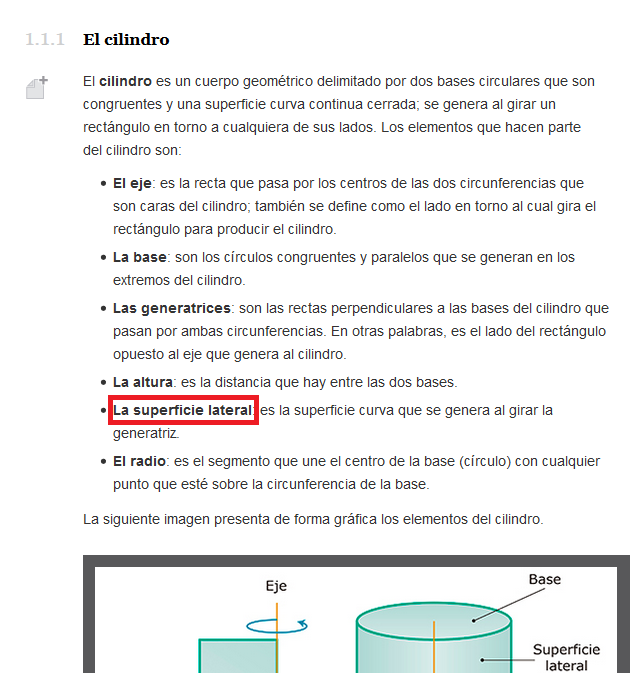 1.1.1 El cilindro
El cilindro es un cuerpo geométrico delimitado por dos bases circulares que son
congruentes y una superficie curva continua cerrada; se genera al girar un
rectángulo en torno a cualquiera de sus lados. Los elementos que hacen parte
del cilindro son:
• El eje: es la recta que pasa por los centros de las dos circunferencias que
son caras del cilindro; también se define como el lado en torno al cual gira el
rectángulo para producir el cilindro.
• La base: son los círculos congruentes y paralelos que se generan en los
extremos del cilindro.
• Las generatrices: son las rectas perpendiculares a las bases del cilindro que
pasan por ambas circunferencias. En otras palabras, es el lado del rectángulo
opuesto al eje que genera al cilindro.
• La altura: es la distancia que hay entre las dos bases.
• La superficie lateral: es la superficie curva que se genera al girar la
generatriz.
• El radio: es el segmento que une el centro de la base (círculo) con cualquier
punto que esté sobre la circunferencia de la base.
La siguiente imagen presenta de forma gráfica los elementos del cilindro.
Eje
Base
Superficie
lateral